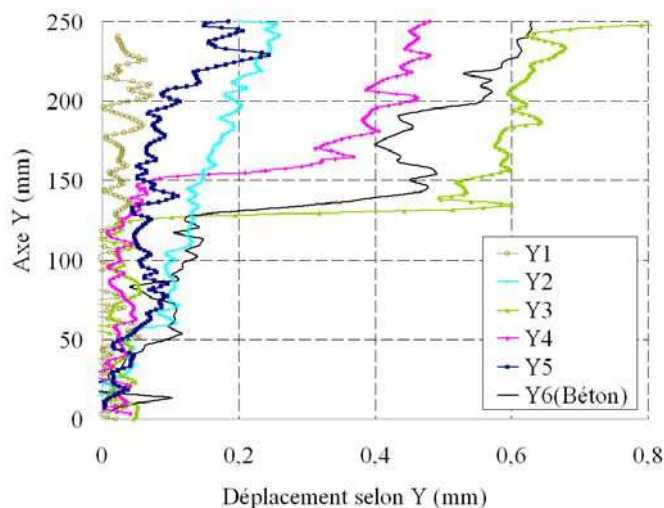 250
200
150
100
50
0
Axe Y (mm)
Y1
Y2
Y3
Y4
Y5
Y6(Béton)
0
0,2
0,4
0,6
0,8
Déplacement selon Y (mm)